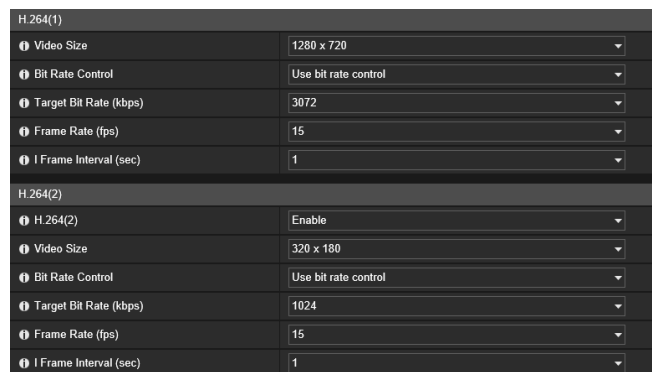 H.264(1)
Video Size 1280 x 720
Bit Rate Control Use bit rate control
Target Bit Rate (kbps) 3072
Frame Rate (fps) 15
I Frame Interval (sec) 1
H.264(2)
H.264(2) Enable
Video Size 320 x 180
Bit Rate Control Use bit rate control
Target Bit Rate (kbps) 1024
Frame Rate (fps) 15
I Frame Interval (sec) 1